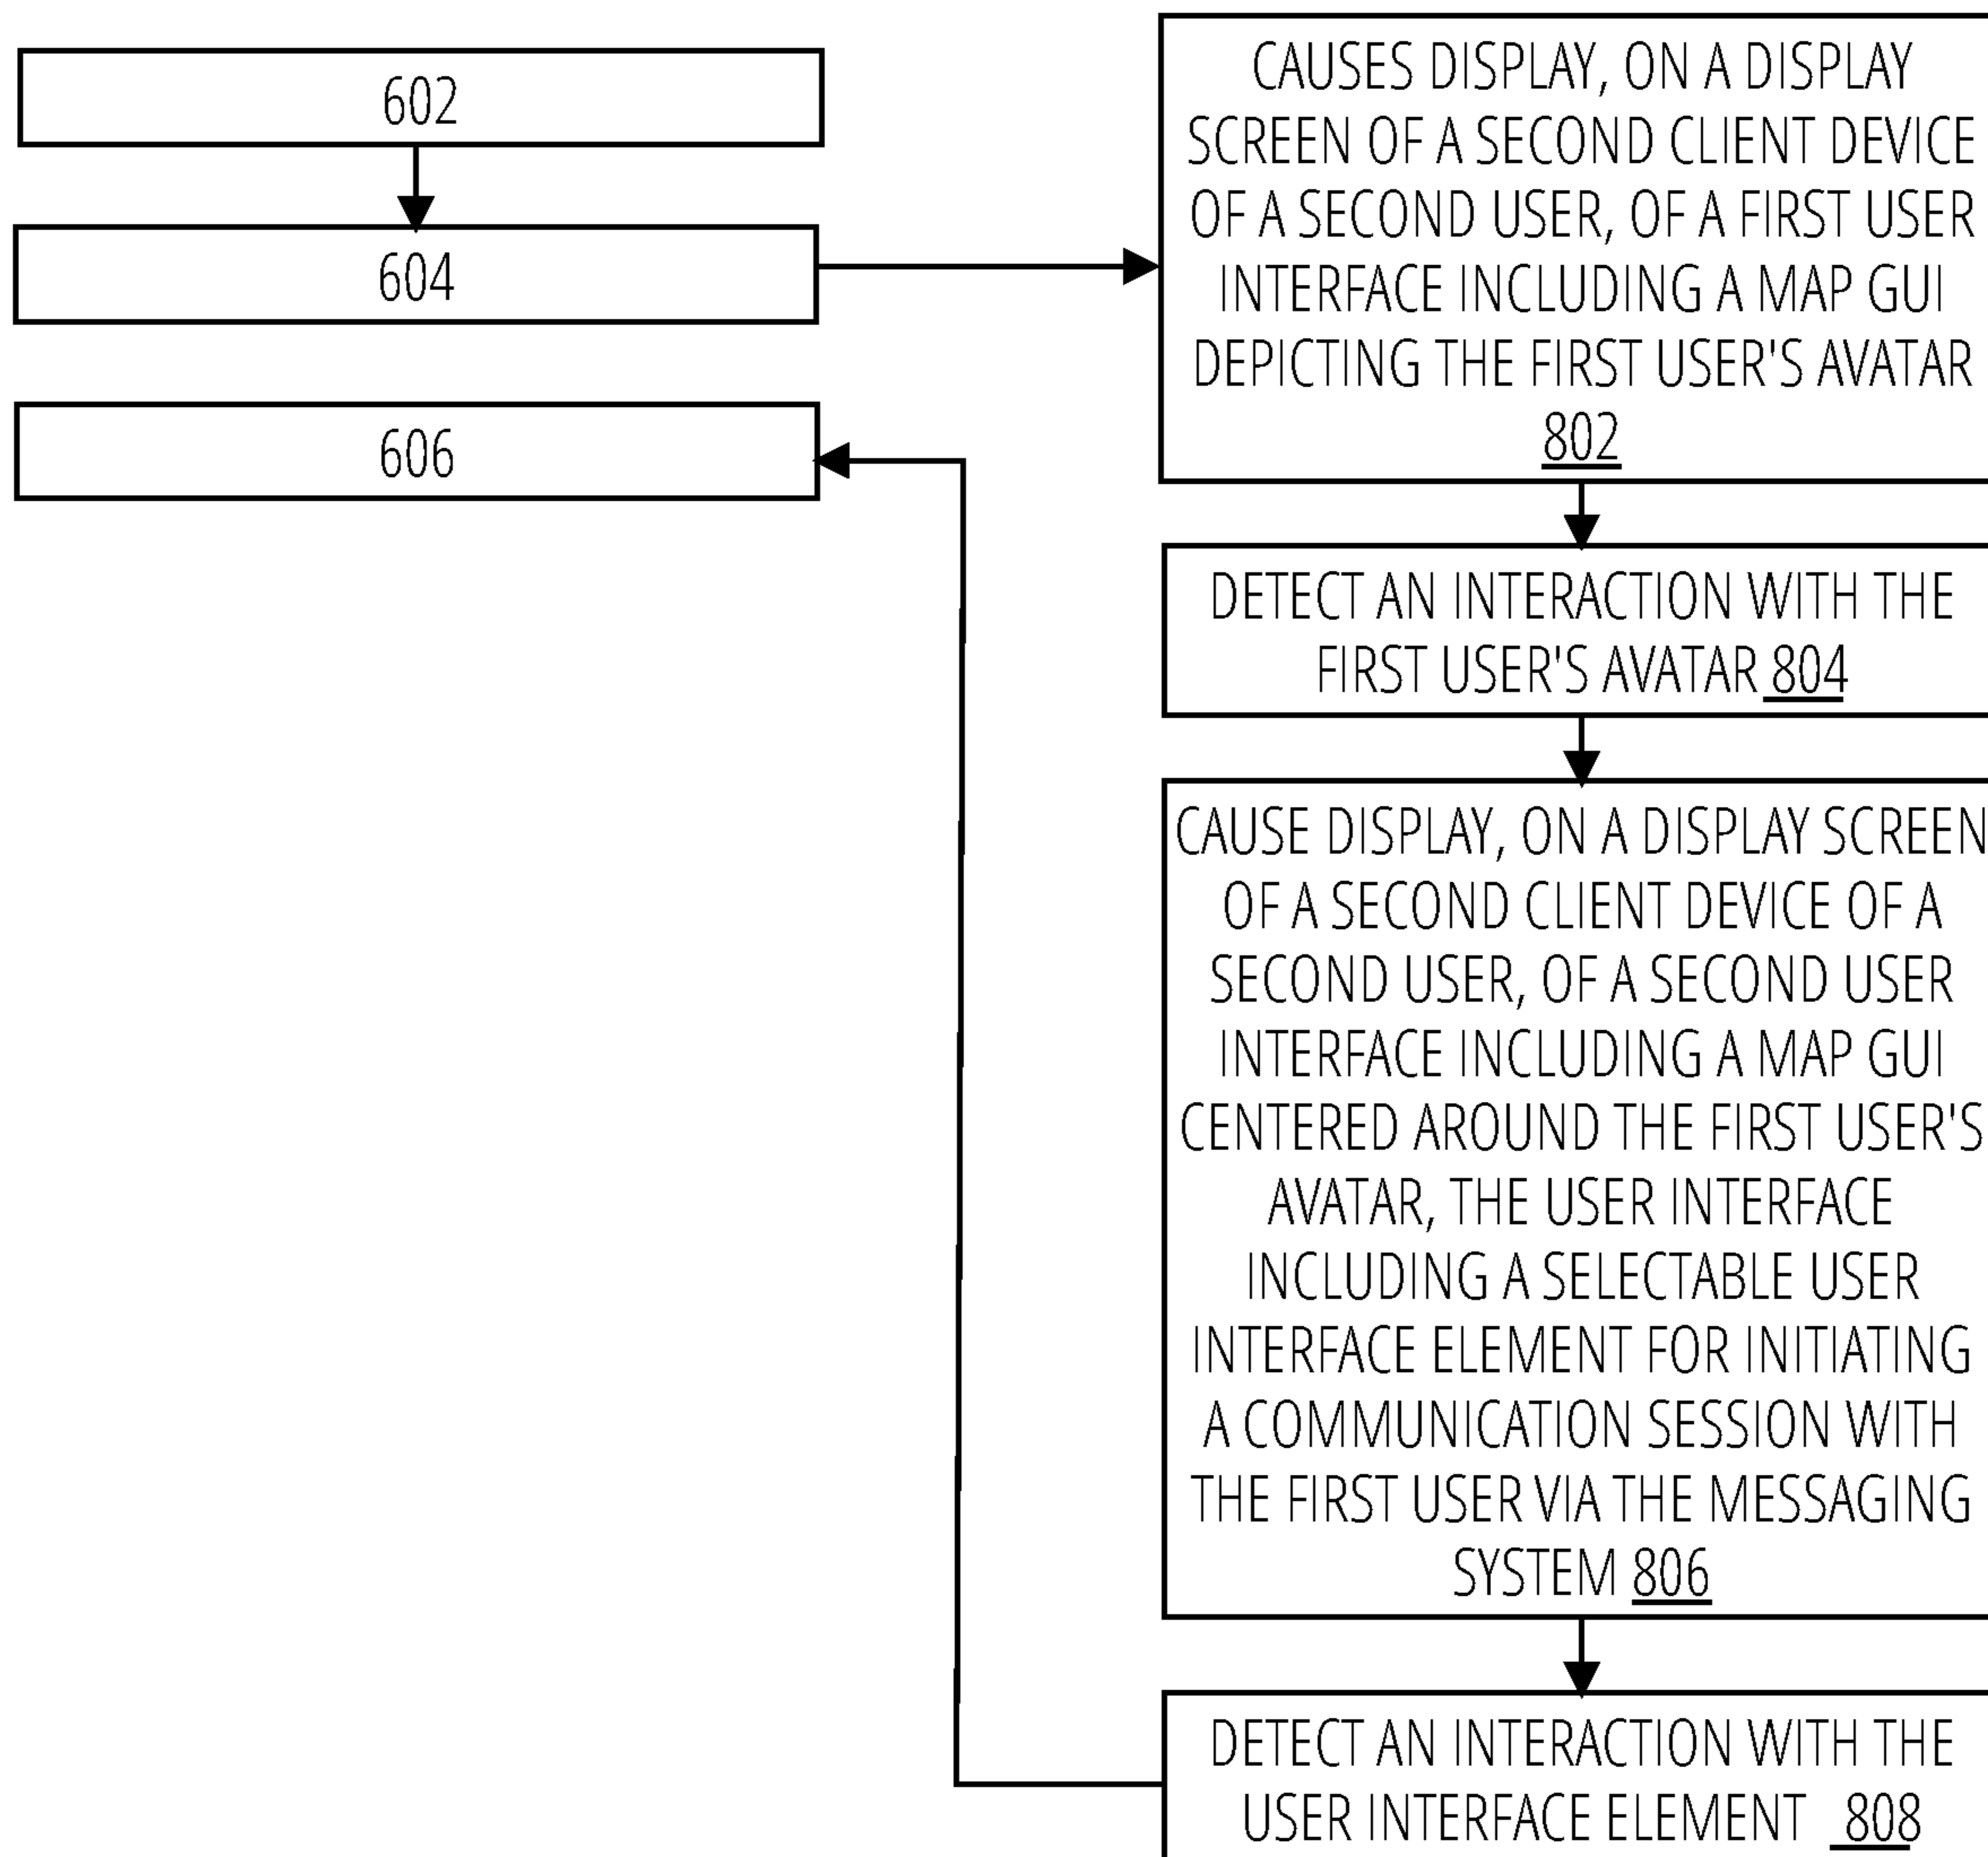 602
604
606
CAUSES DISPLAY, ON A DISPLAY
SCREEN OF A SECOND CLIENT DEVICE
OF A SECOND USER, OF A FIRST USER
INTERFACE INCLUDING A MAP GUI
DEPICTING THE FIRST USER'S AVATAR
802
DETECT AN INTERACTION WITH THE
FIRST USER'S AVATAR 804
CAUSE DISPLAY, ON A DISPLAY SCREEN
OF A SECOND CLIENT DEVICE OF A
SECOND USER, OF A SECOND USER
INTERFACE INCLUDING A MAP GUI
CENTERED AROUND THE FIRST USER'S
AVATAR, THE USER INTERFACE
INCLUDING A SELECTABLE USER
INTERFACE ELEMENT FOR INITIATING
A COMMUNICATION SESSION WITH
THE FIRST USER VIA THE MESSAGING
SYSTEM 806
DETECT AN INTERACTION WITH THE
USER INTERFACE ELEMENT 808